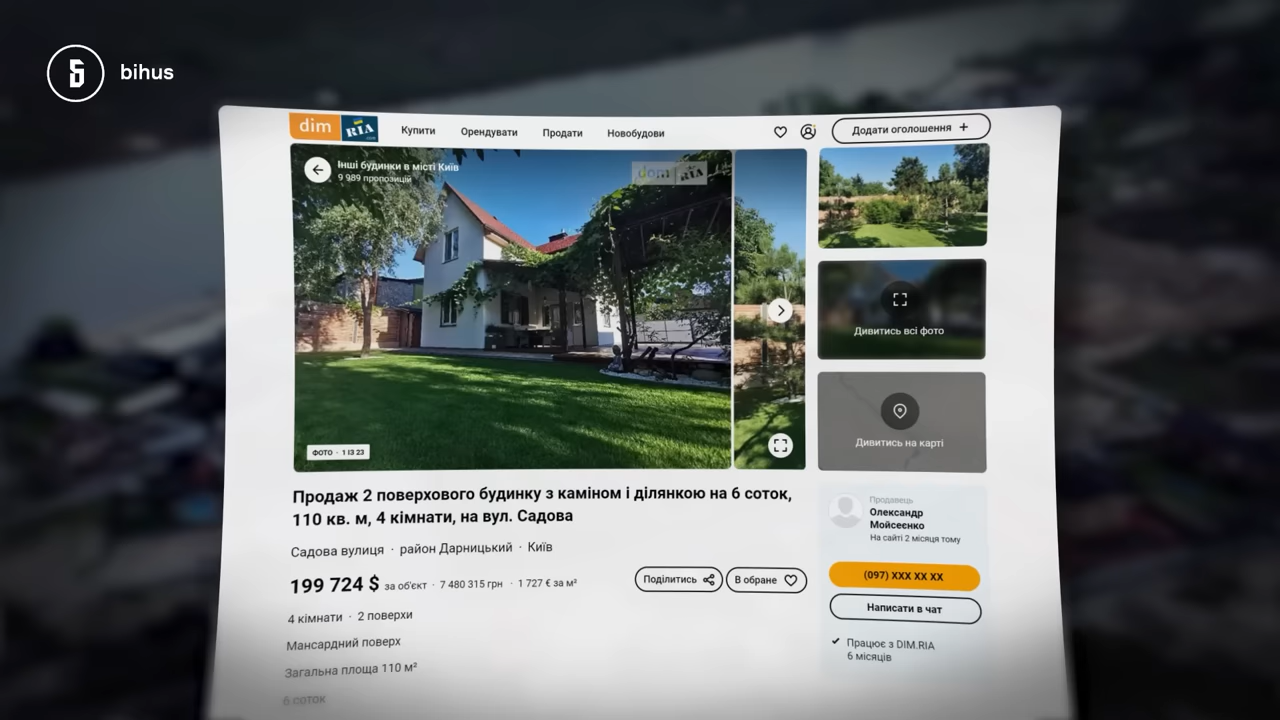 bihus
dim RIA .com
Купити Орендувати Продати Новобудови
Додати оголошення +
Інші будинки в місті Київ
9 989 пропозицій
dom RIA
ФОТО · 1 ІЗ 23
Дивитись всі фото
Дивитись на карті
Продаж 2 поверхового будинку з каміном і ділянкою на 6 соток,
110 кв. м, 4 кімнати, на вул. Садова
Садова вулиця · район Дарницький · Київ
199 724 $ за об'єкт · 7 480 315 грн · 1 727 € за м²
Поділитись
В обране
4 кімнати · 2 поверхи
Мансардний поверх
Загальна площа 110 м²
6 соток
Продавець
Олександр
Мойсеєнко
На сайті 2 місяця тому
(097) XXX XX XX
Написати в чат
Працює з DIM.RIA
6 місяців